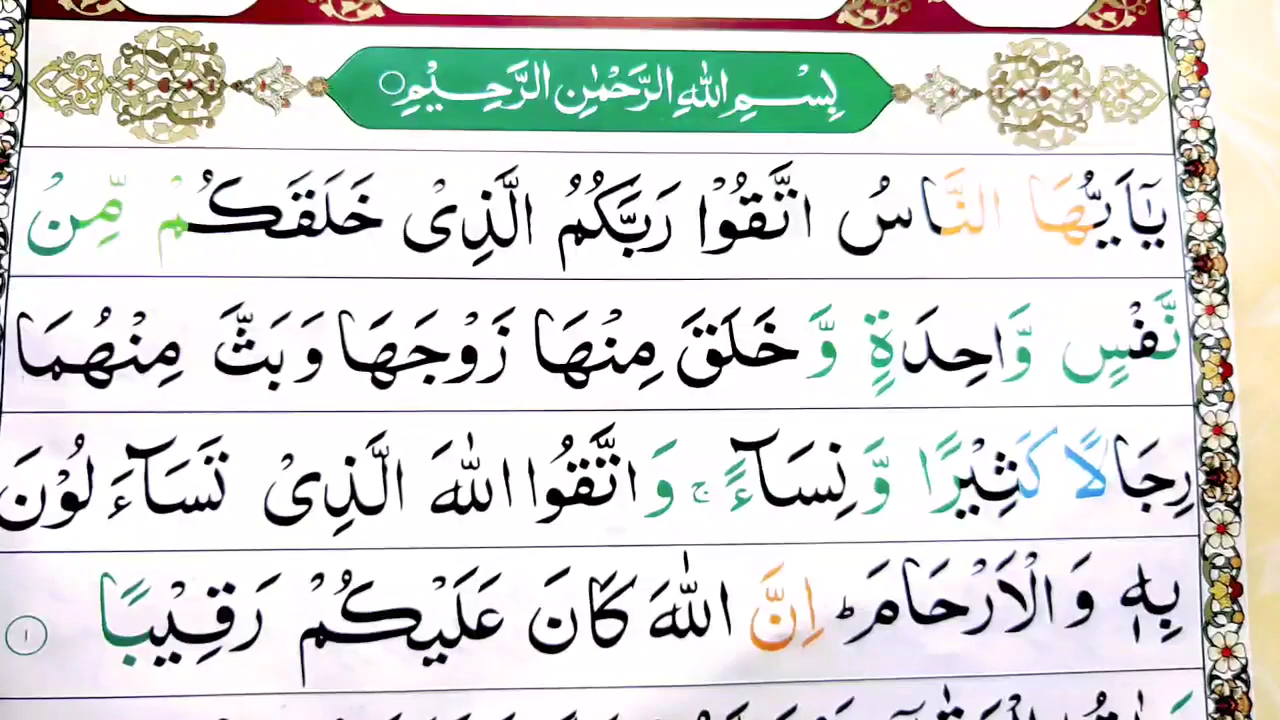 بِسْمِ اللّٰهِ الرَّحْمٰنِ الرَّحِيْمِ○
يٰۤاَيُّهَا النَّاسُ اتَّقُوْا رَبَّكُمُ الَّذِىْ خَلَقَكُمْ مِّنْ
نَّفْسٍ وَّاحِدَةٍ وَّ خَلَقَ مِنْهَا زَوْجَهَا وَبَثَّ مِنْهُمَا
رِجَالًا كَثِيْرًا وَّ نِسَآءً ۚ وَ اتَّقُوا اللّٰهَ الَّذِىْ تَسَآءَلُوْنَ
بِهٖ وَ الْاَرْحَامَ ؕ اِنَّ اللّٰهَ كَانَ عَلَيْكُمْ رَقِيْبًا ۱